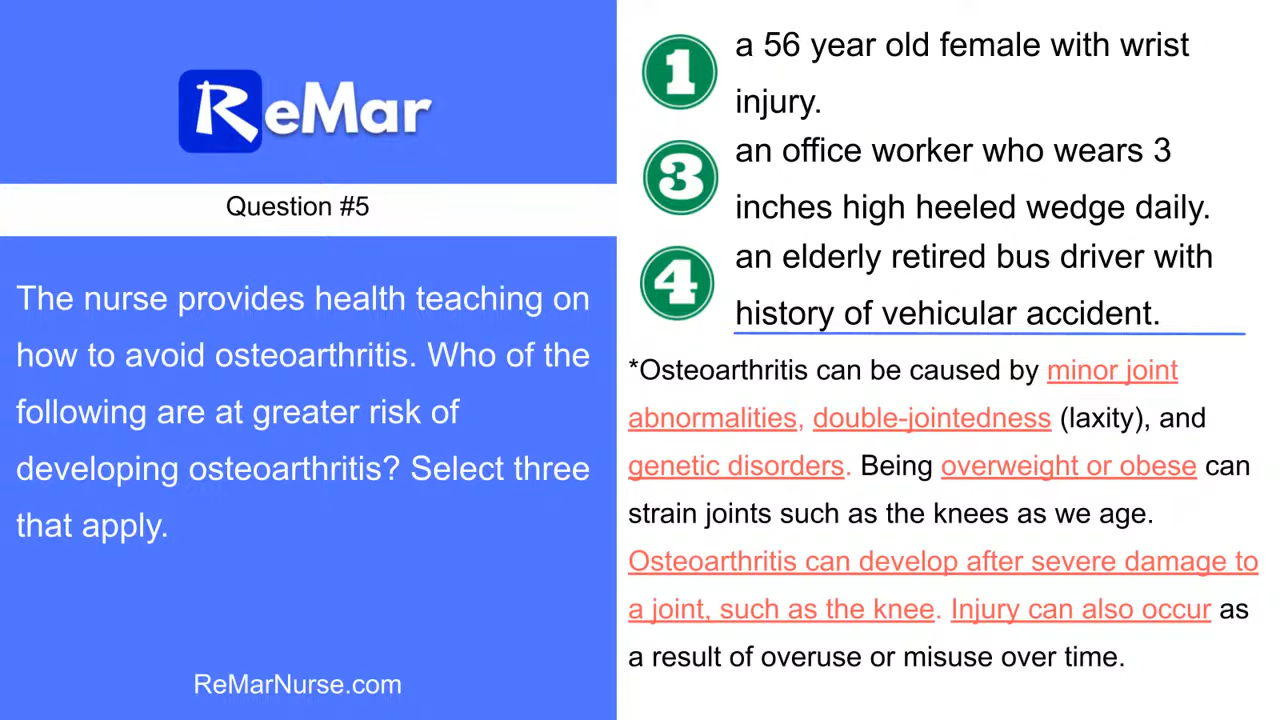 ReMar
Question #5
The nurse provides health teaching on
how to avoid osteoarthritis. Who of the
following are at greater risk of
developing osteoarthritis? Select three
that apply.
ReMarNurse.com
1 a 56 year old female with wrist
injury.
3 an office worker who wears 3
inches high heeled wedge daily.
4 an elderly retired bus driver with
history of vehicular accident.
*Osteoarthritis can be caused by minor joint
abnormalities, double-jointedness (laxity), and
genetic disorders. Being overweight or obese can
strain joints such as the knees as we age.
Osteoarthritis can develop after severe damage to
a joint, such as the knee. Injury can also occur as
a result of overuse or misuse over time.